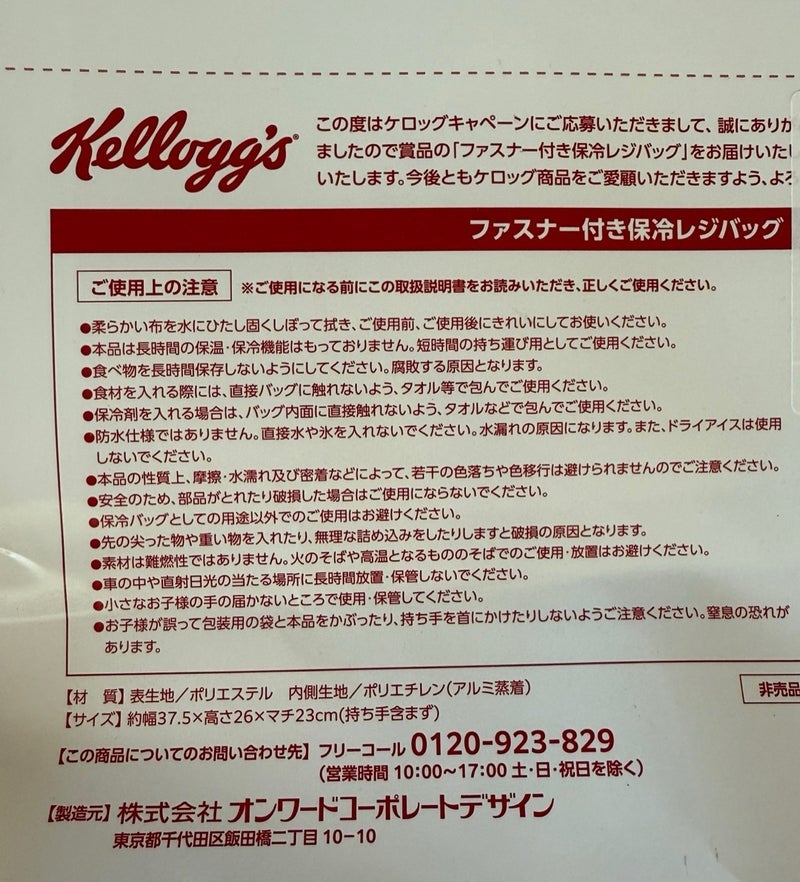 Kellogg's®
この度はケロッグキャペーンにご応募いただきまして、誠にありが
ましたので賞品の「ファスナー付き保冷レジバッグ」をお届けいたし
いたします。今後ともケロッグ商品をご愛顧いただきますよう、よろ
ファスナー付き保冷レジバッグ
ご使用上の注意 ※ご使用になる前にこの取扱説明書をお読みいただき、正しくご使用ください。
●柔らかい布を水にひたし固くしぼって拭き、ご使用前、ご使用後にきれいにしてお使いください。
●本品は長時間の保温・保冷機能はもっておりません。短時間の持ち運び用としてご使用ください。
●食べ物を長時間保存しないようにしてください。腐敗する原因となります。
●食材を入れる際には、直接バッグに触れないよう、タオル等で包んでご使用ください。
●保冷剤を入れる場合は、バッグ内面に直接触れないよう、タオルなどで包んでご使用ください。
●防水仕様ではありません。直接水や氷を入れないでください。水漏れの原因になります。また、ドライアイスは使用
しないでください。
●本品の性質上、摩擦・水濡れ及び密着などによって、若干の色落ちや色移行は避けられませんのでご注意ください。
●安全のため、部品がとれたり破損した場合はご使用にならないでください。
●保冷バッグとしての用途以外でのご使用はお避けください。
●先の尖った物や重い物を入れたり、無理な詰め込みをしたりしますと破損の原因となります。
●素材は難燃性ではありません。火のそばや高温となるもののそばでのご使用・放置はお避けください。
●車の中や直射日光の当たる場所に長時間放置・保管しないでください。
●小さなお子様の手の届かないところで使用・保管してください。
●お子様が誤って包装用の袋と本品をかぶったり、持ち手を首にかけたりしないようご注意ください。窒息の恐れが
あります。
【材　質】表生地／ポリエステル　内側生地／ポリエチレン(アルミ蒸着)
非売品
【サイズ】約幅37.5×高さ26×マチ23cm(持ち手含まず)
【この商品についてのお問い合わせ先】フリーコール 0120-923-829
(営業時間 10:00〜17:00 土・日・祝日を除く)
【製造元】株式会社 オンワードコーポレートデザイン
東京都千代田区飯田橋二丁目 10−10